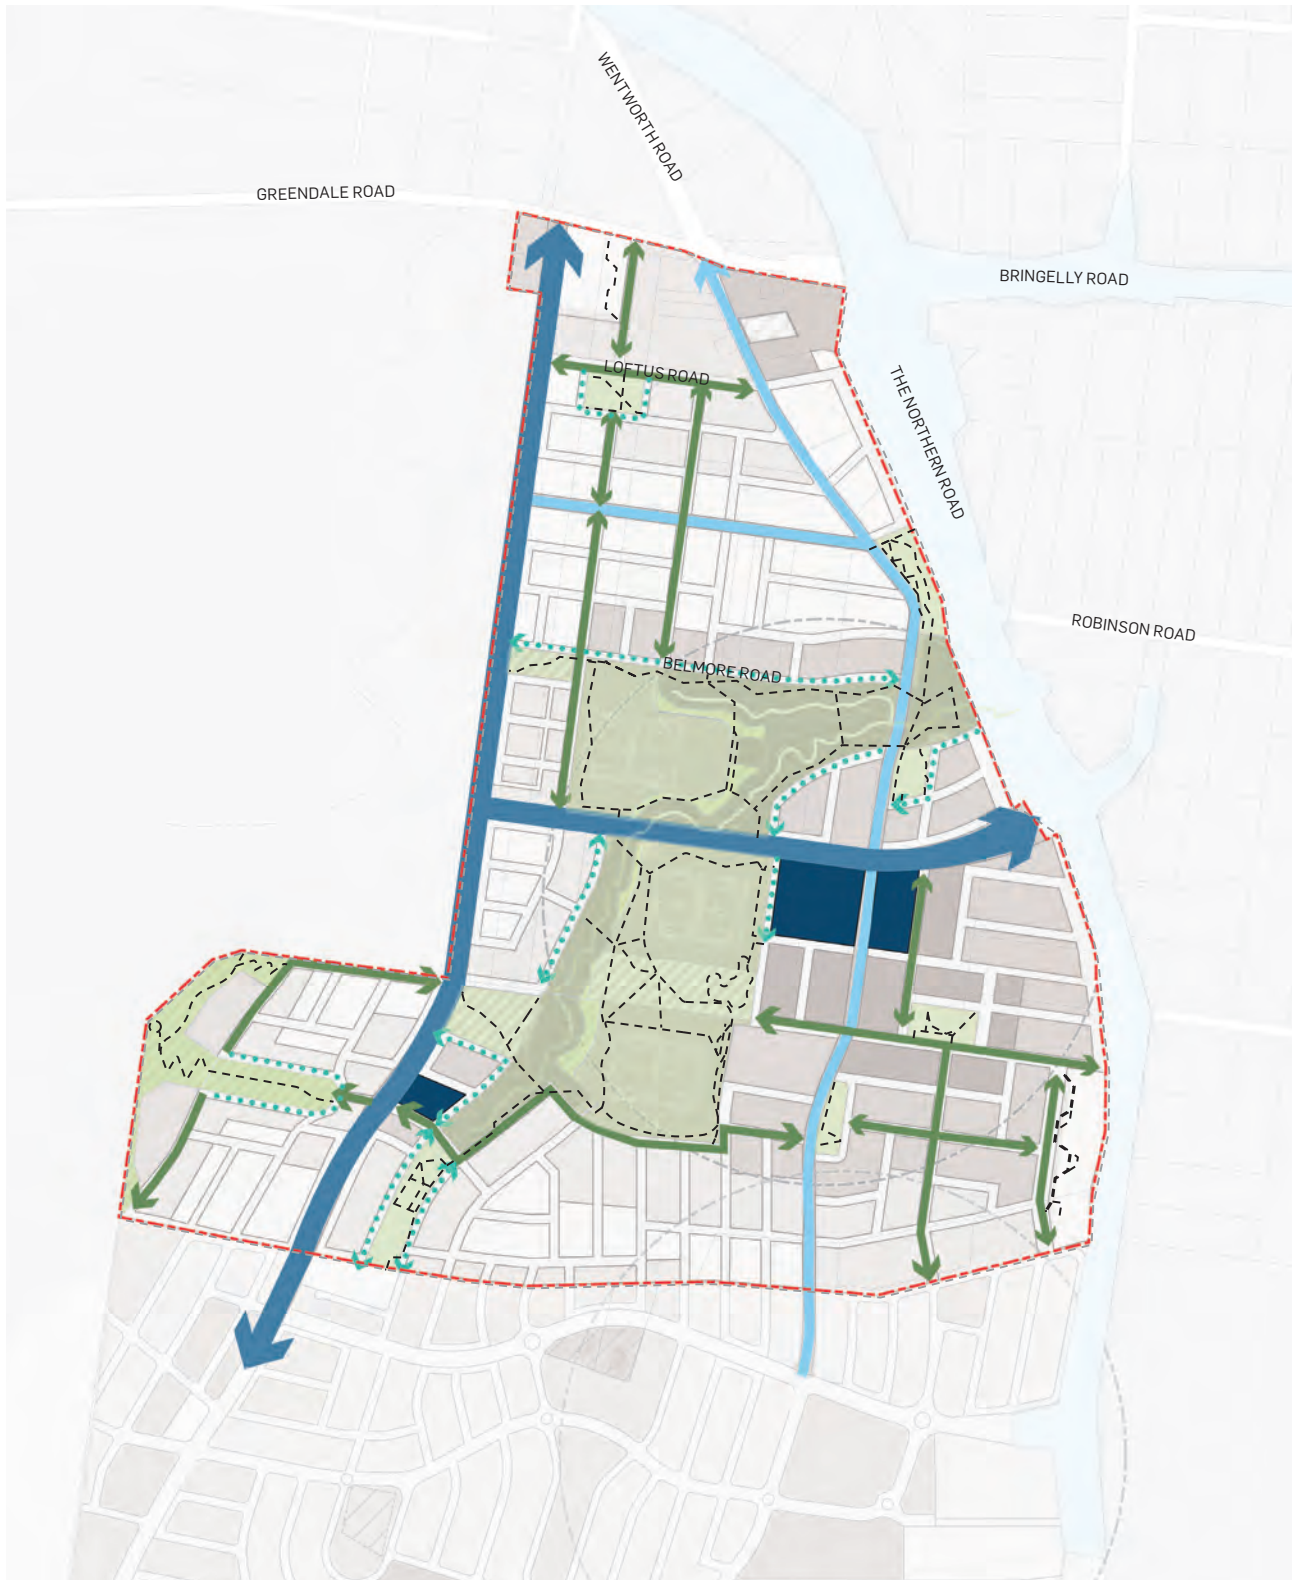 WENTWORTH ROAD
GREENDALE ROAD
BRINGELLY ROAD
LOFTUS ROAD
THE NORTHERN ROAD
ROBINSON ROAD
BELMORE ROAD